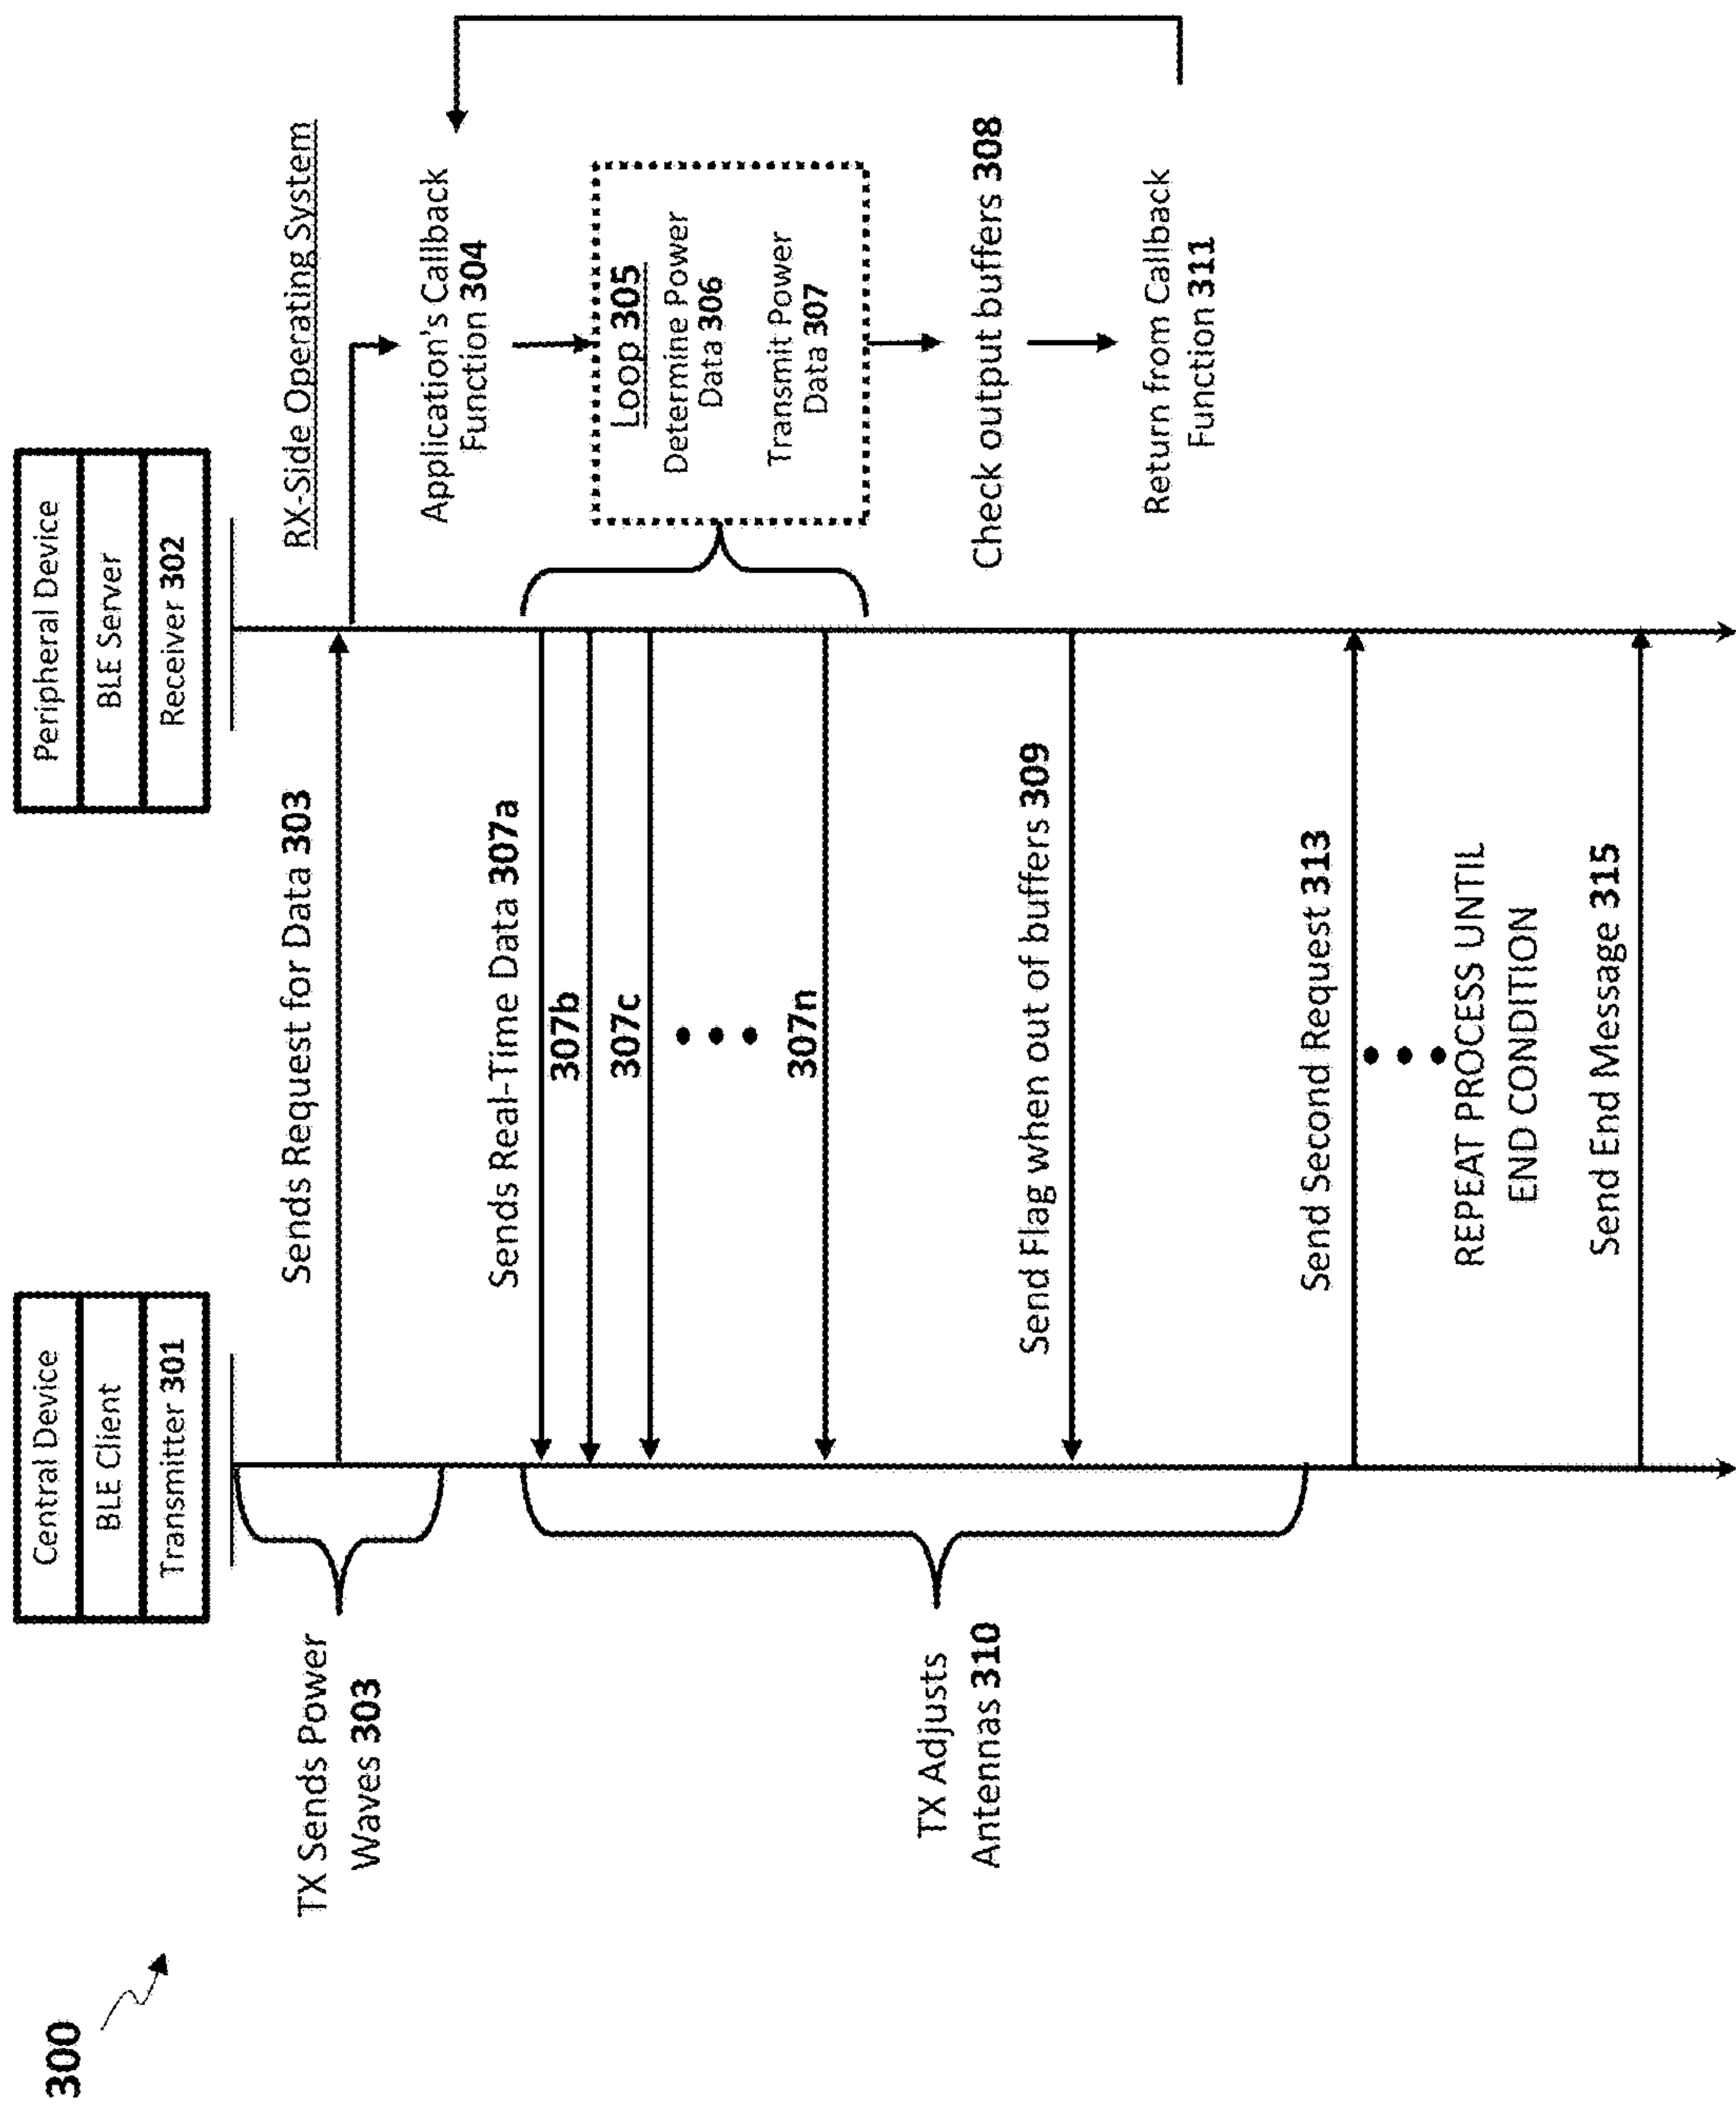 300
Central Device
BLE Client
Transmitter 301
Peripheral Device
BLE Server
Receiver 302
TX Sends Power
Waves 303
Sends Request for Data 303
RX-Side Operating System
Application's Callback
Function 304
Sends Real-Time Data 307a
307b
307c
307n
Loop 305
Determine Power
Data 306
Transmit Power
Data 307
TX Adjusts
Antennas 310
Check output buffers 308
Send Flag when out of buffers 309
Return from Callback
Function 311
Send Second Request 313
REPEAT PROCESS UNTIL
END CONDITION
Send End Message 315